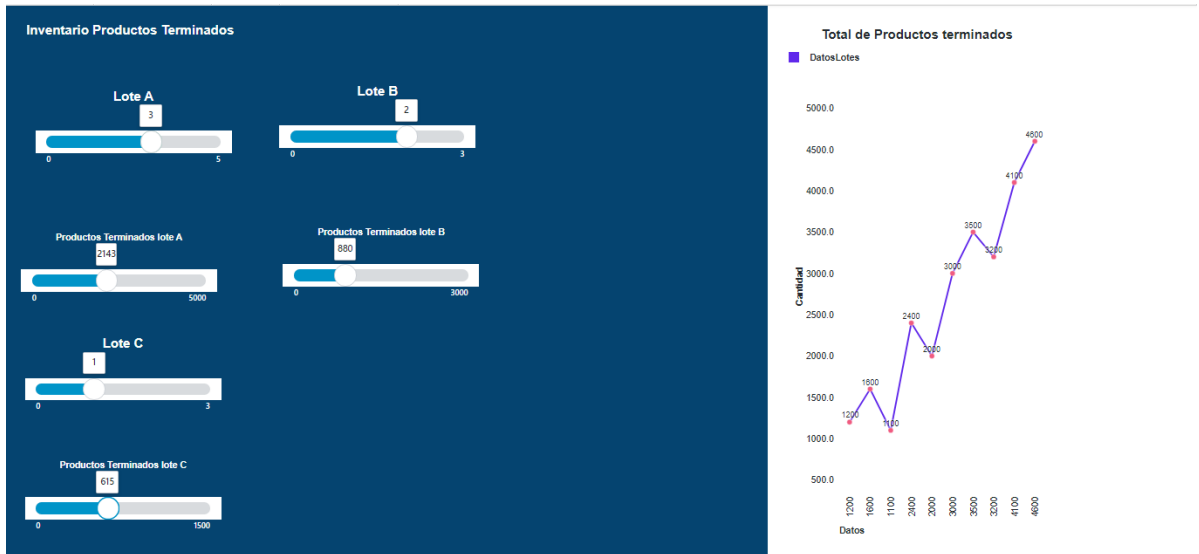 Inventario Productos Terminados
Lote A
3
0 5
Lote B
2
0 3
Productos Terminados lote A
2143
0 5000
Productos Terminados lote B
880
0 3000
Lote C
1
0 3
Productos Terminados lote C
615
0 1500
Total de Productos terminados
DatosLotes
Cantidad
5000.0
4500.0
4000.0
3500.0
3000.0
2500.0
2000.0
1500.0
1000.0
500.0
1200
1600
1100
2400
2000
3000
3500
3200
4100
4600
1200 1600 1100 2400 2000 3000 3500 3200 4100 4600
Datos